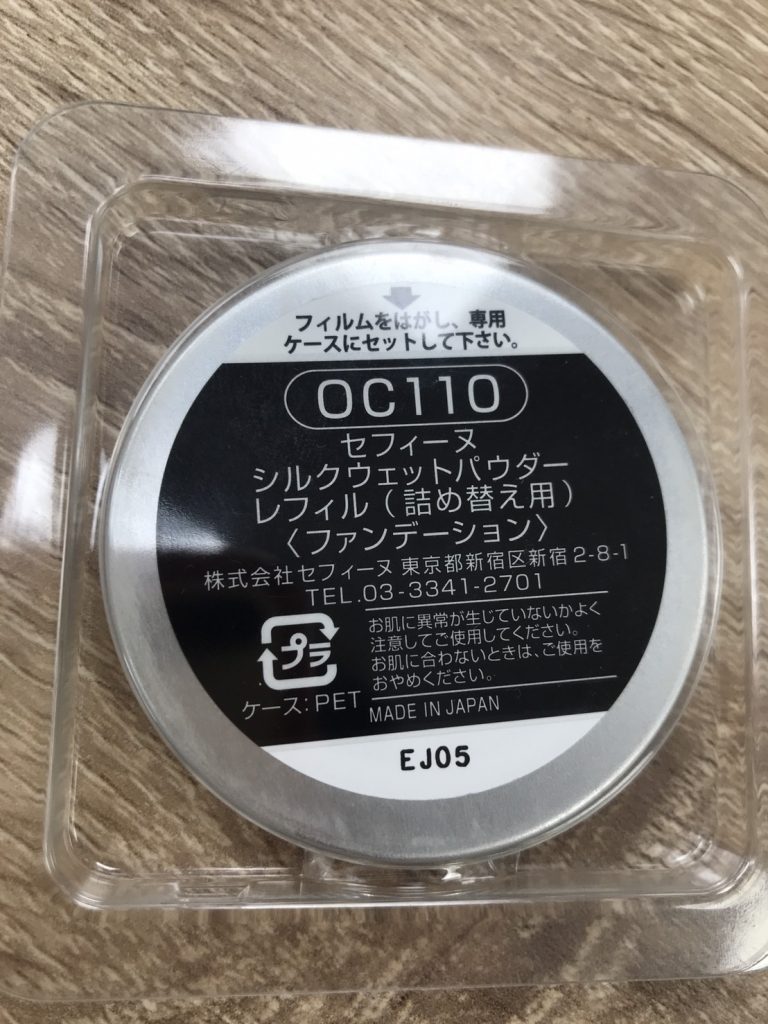 フィルムをはがし、専用
ケースにセットして下さい。
OC110
セフィーヌ
シルクウェットパウダー
レフィル（詰め替え用）
〈ファンデーション〉
株式会社セフィーヌ 東京都新宿区新宿2-8-1
TEL.03-3341-2701
プラ
ケース:PET
お肌に異常が生じていないかよく
注意してご使用してください。
お肌に合わないときは、ご使用を
おやめください。
MADE IN JAPAN
EJ05